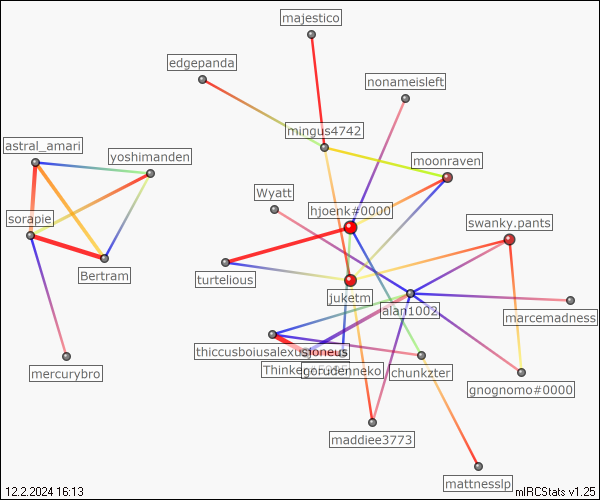 majestico
edgepanda
nonameisleft
mingus4742
astral_amari
yoshimanden
moonraven
Wyatt
hjoenk#0000
sorapie
swanky.pants
Bertram
turtelious
juketm
alan1002
marcemadness
thiccusboiusalexusjoneus
gorudenneko
mercurybro
chunkzter
gnognomo#0000
maddiee3773
mattnesslp
12.2.2024 16:13
mIRCStats v1.25